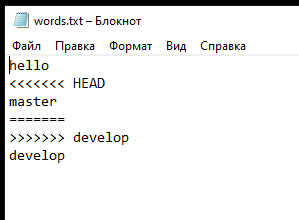 words.txt – Блокнот
Файл Правка Формат Вид Справка
hello
<<<<<<< HEAD
master
=======
>>>>>>> develop
develop